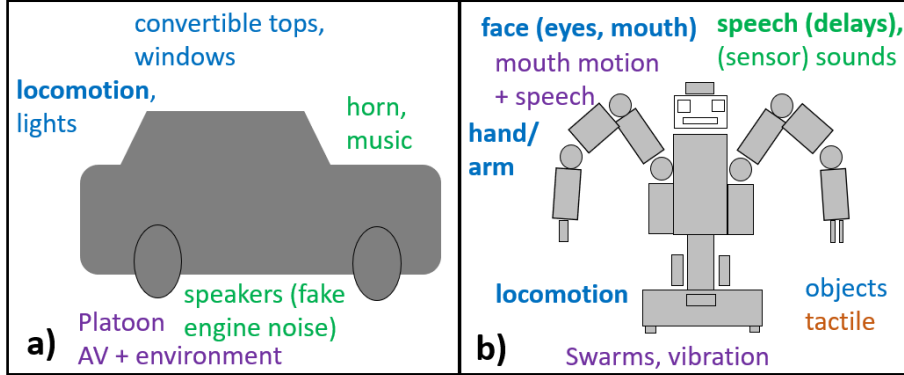 convertible tops,
windows
locomotion,
lights
horn,
music
speakers (fake
engine noise)
Platoon
AV + environment
a)
face (eyes, mouth)
speech (delays),
(sensor) sounds
mouth motion
+ speech
hand/
arm
locomotion
objects
tactile
Swarms, vibration
b)